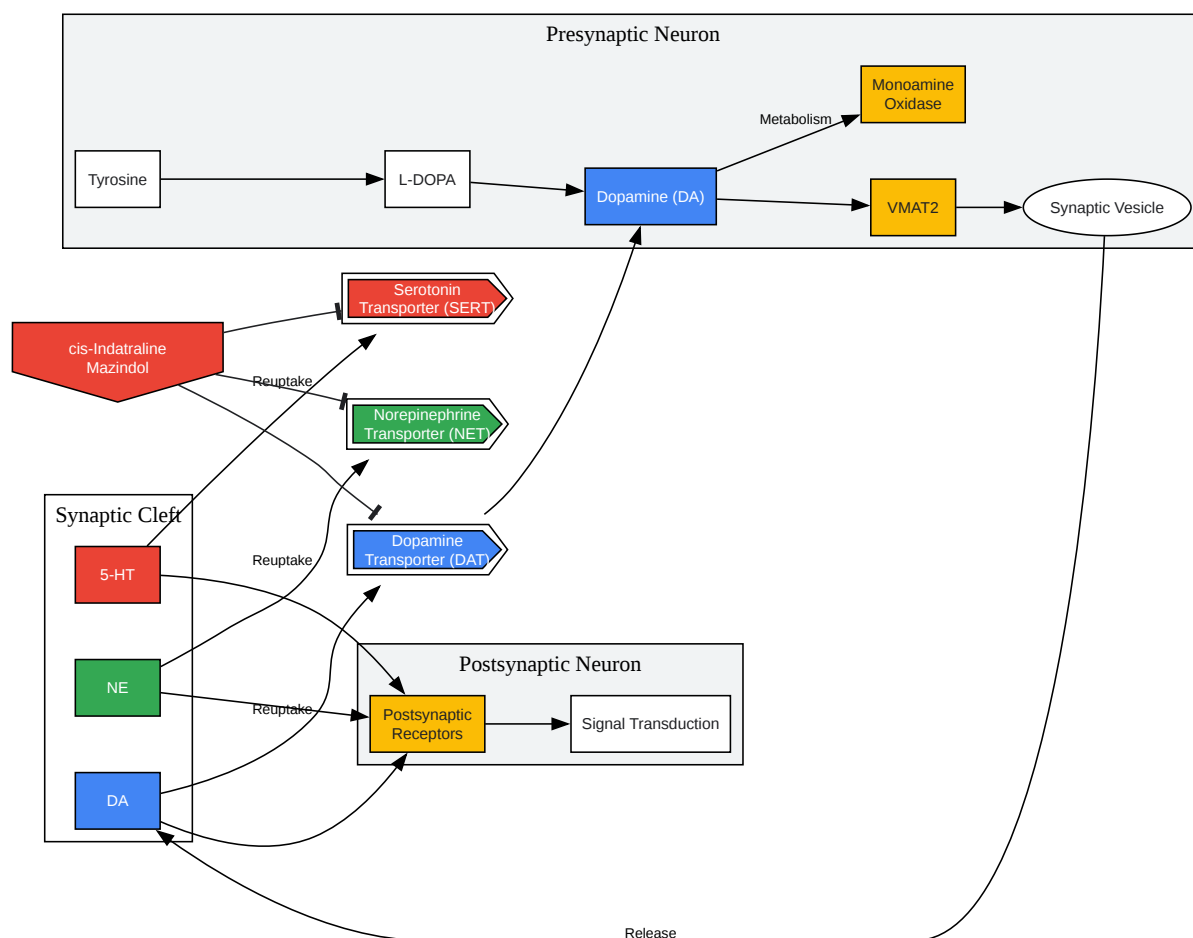 Presynaptic Neuron
Monoamine
Oxidase
Metabolism
Tyrosine
L-DOPA
Dopamine (DA)
VMAT2
Synaptic Vesicle
Serotonin
Transporter (SERT)
cis-Indatraline
Mazindol
Reuptake
Norepinephrine
Transporter (NET)
Synaptic Cleft
Dopamine
Transporter (DAT)
Reuptake
5-HT
Postsynaptic Neuron
NE
Reuptake
Postsynaptic
Receptors
Signal Transduction
DA
Release